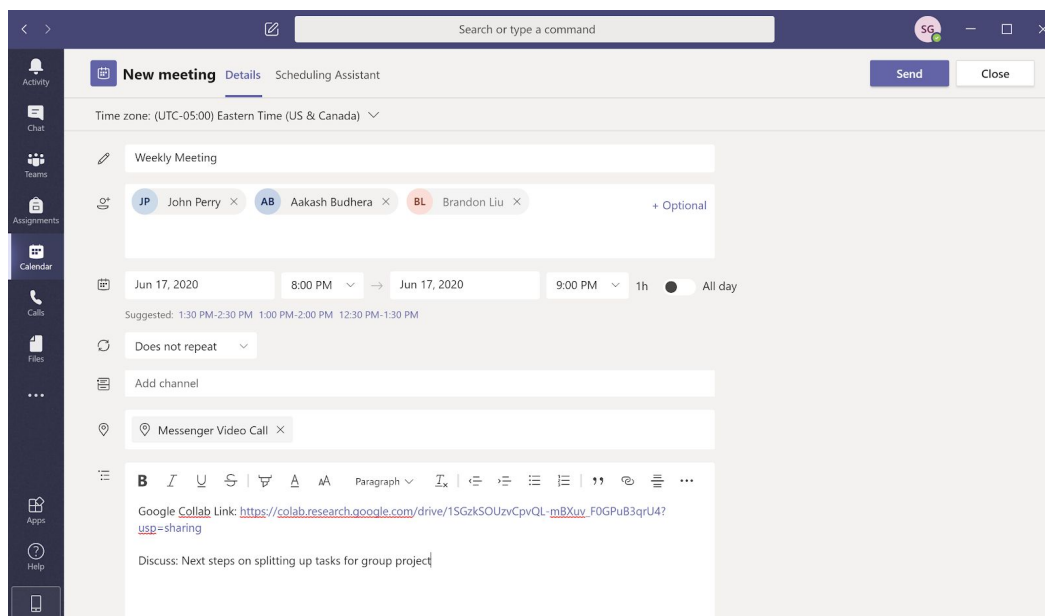 Search or type a command
SG
Activity
New meeting Details Scheduling Assistant
Send
Close
Chat
Time zone: (UTC-05:00) Eastern Time (US & Canada)
Teams
Weekly Meeting
Assignments
JP John Perry × AB Aakash Budhera × BL Brandon Liu ×
+ Optional
Calendar
Jun 17, 2020 8:00 PM → Jun 17, 2020 9:00 PM 1h All day
Calls
Suggested: 1:30 PM-2:30 PM 1:00 PM-2:00 PM 12:30 PM-1:30 PM
Does not repeat
Files
Add channel
Messenger Video Call ×
B I U S A AA Paragraph Tx
Google Collab Link: https://colab.research.google.com/drive/1SGzkSOUzvCpvQL-mBXuv_F0GPuB3qrU4?
usp=sharing
Apps
Discuss: Next steps on splitting up tasks for group project
Help